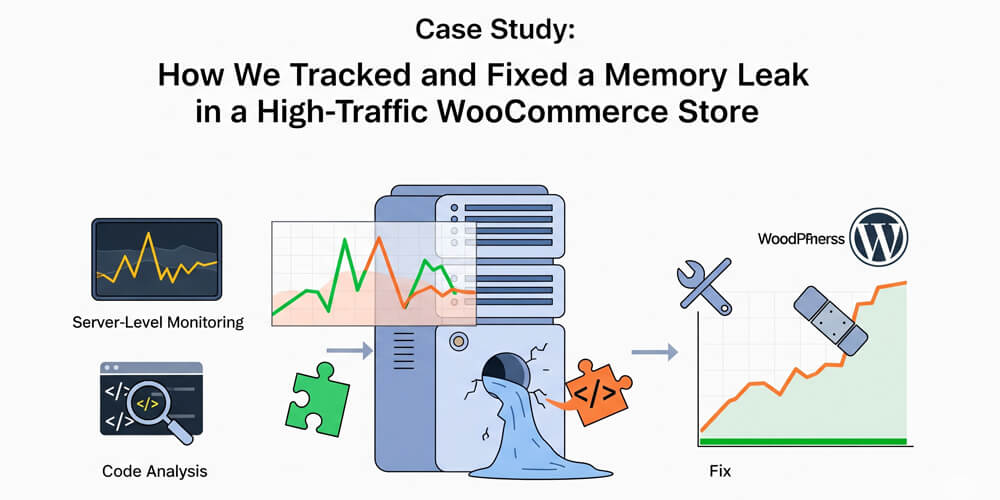 Case Study:
How We Tracked and Fixed a Memory Leak
in a High-Traffic WooCommerce Store
Server-Level Monitoring
</>
</>
</>
Code Analysis
</>
WoodPfherss
W
Fix